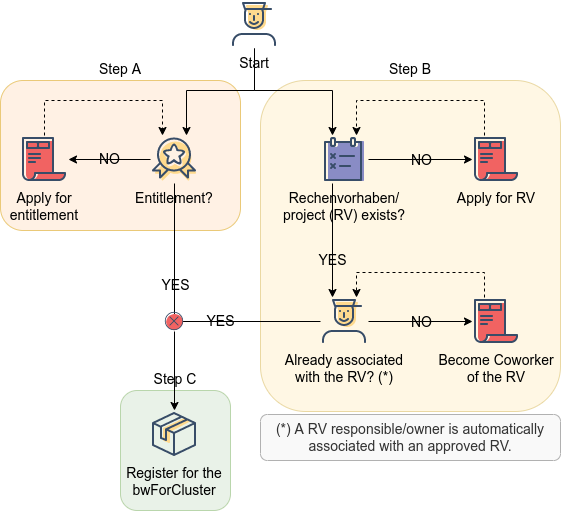 Start
Step A
Step B
NO
Apply for
entitlement
Entitlement?
Rechenvorhaben/
project (RV) exists?
NO
Apply for RV
YES
YES
YES
Already associated
with the RV? (*)
NO
Become Coworker
of the RV
Step C
Register for the
bwForCluster
(*) A RV responsible/owner is automatically
associated with an approved RV.